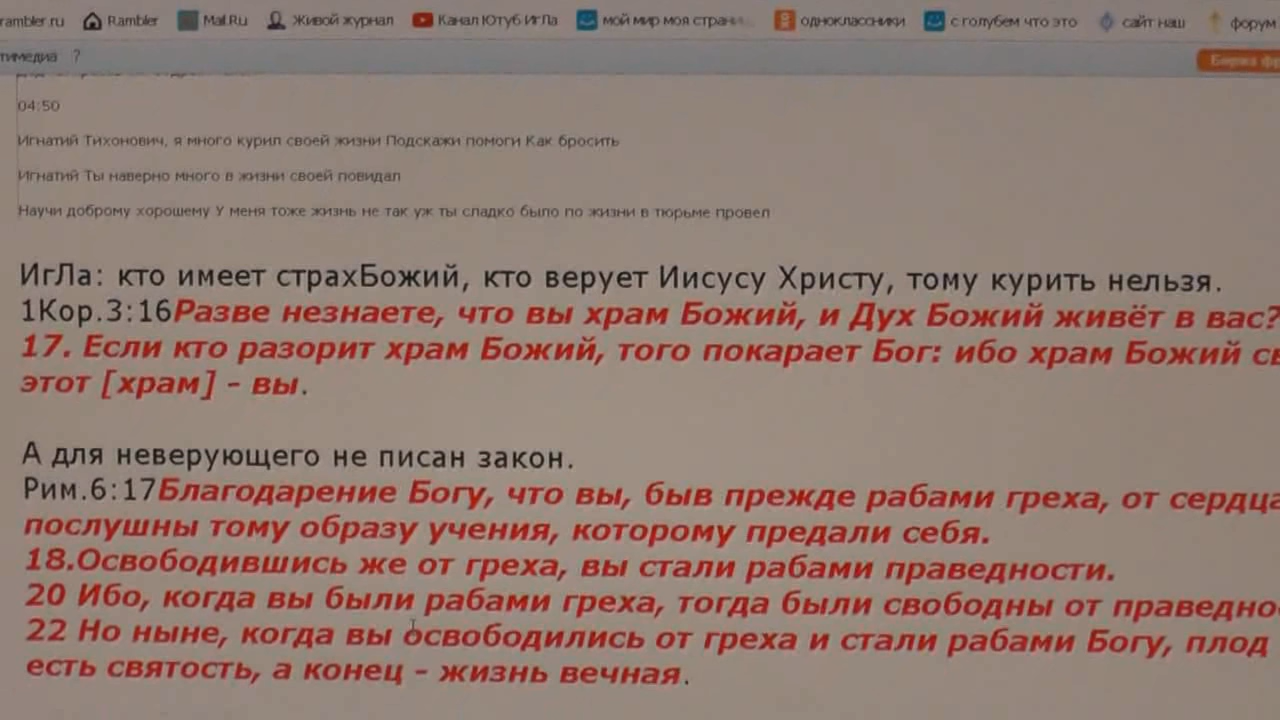 rambler.ru Rambler Mail.Ru Живой журнал Канал Ютуб ИгЛа мой мир моя страни одноклассники с голубем что это сайт наш форум
тимедиа ? Биржа
04:50
Игнатий Тихонович, я много курил своей жизни Подскажи помоги Как бросить
Игнатий Ты наверно много в жизни своей повидал
Научи доброму хорошему У меня тоже жизнь не так уж ты сладко было по жизни в тюрьме провел
ИгЛа: кто имеет страхБожий, кто верует Иисусу Христу, тому курить нельзя.
1Кор.3:16Разве незнаете, что вы храм Божий, и Дух Божий живёт в вас?
17. Если кто разорит храм Божий, того покарает Бог: ибо храм Божий св
этот [храм] - вы.
А для неверующего не писан закон.
Рим.6:17Благодарение Богу, что вы, быв прежде рабами греха, от сердца
послушны тому образу учения, которому предали себя.
18.Освободившись же от греха, вы стали рабами праведности.
20 Ибо, когда вы были рабами греха, тогда были свободны от праведно
22 Но ныне, когда вы освободились от греха и стали рабами Богу, плод
есть святость, а конец - жизнь вечная.